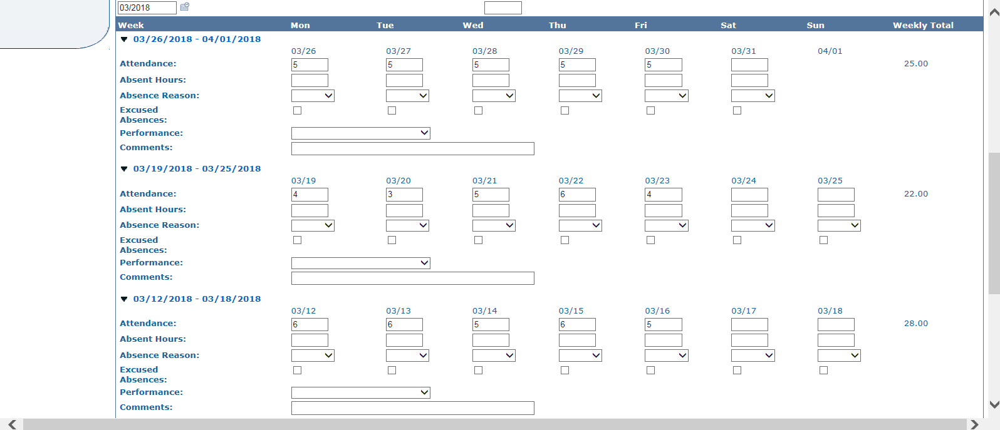 03/2018
Week Mon Tue Wed Thu Fri Sat Sun Weekly Total
03/26/2018 - 04/01/2018
03/26 03/27 03/28 03/29 03/30 03/31 04/01
Attendance: 5 5 5 5 5 25.00
Absent Hours:
Absence Reason:
Excused
Absences:
Performance:
Comments:
03/19/2018 - 03/25/2018
03/19 03/20 03/21 03/22 03/23 03/24 03/25
Attendance: 4 3 5 6 4 22.00
Absent Hours:
Absence Reason:
Excused
Absences:
Performance:
Comments:
03/12/2018 - 03/18/2018
03/12 03/13 03/14 03/15 03/16 03/17 03/18
Attendance: 6 6 5 6 5 28.00
Absent Hours:
Absence Reason:
Excused
Absences:
Performance:
Comments: